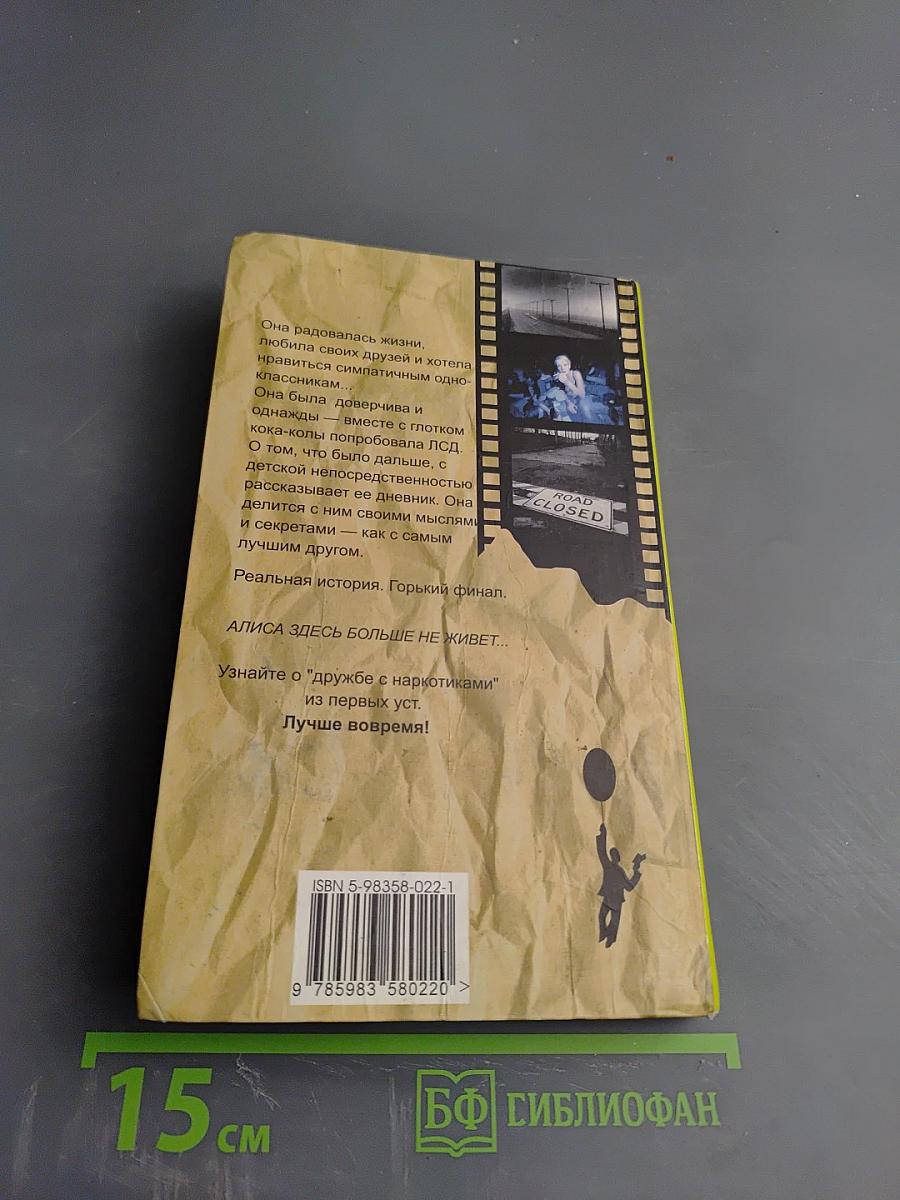 Она радовалась жизни,
любила своих друзей и хотела
нравиться симпатичным одно-
классникам...
Она была доверчива и
однажды — вместе с глотком
кока-колы попробовала ЛСД.
О том, что было дальше, с
детской непосредственностью
рассказывает ее дневник. Она
делится с ним своими мыслями
и секретами — как с самым
лучшим другом.
Реальная история. Горький финал.
АЛИСА ЗДЕСЬ БОЛЬШЕ НЕ ЖИВЕТ...
Узнайте о "дружбе с наркотиками"
из первых уст.
Лучше вовремя!
ROAD
CLOSED
ISBN 5-98358-022-1
9 785983 580220 >
15 см
БФ БИБЛИОФАН